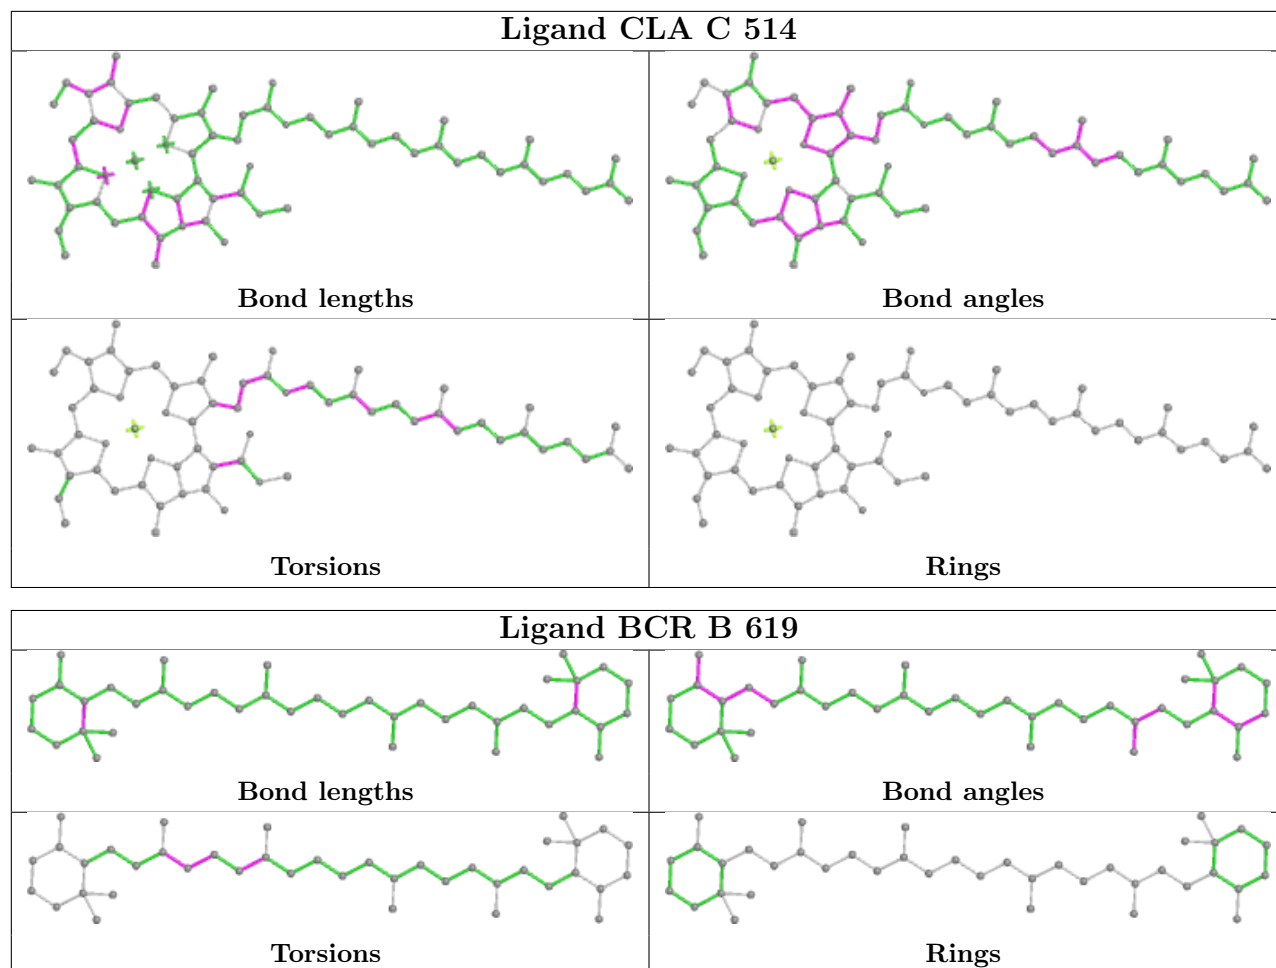 Ligand CLA C 514
Bond lengths
Bond angles
Torsions
Rings
Ligand BCR B 619
Bond lengths
Bond angles
Torsions
Rings